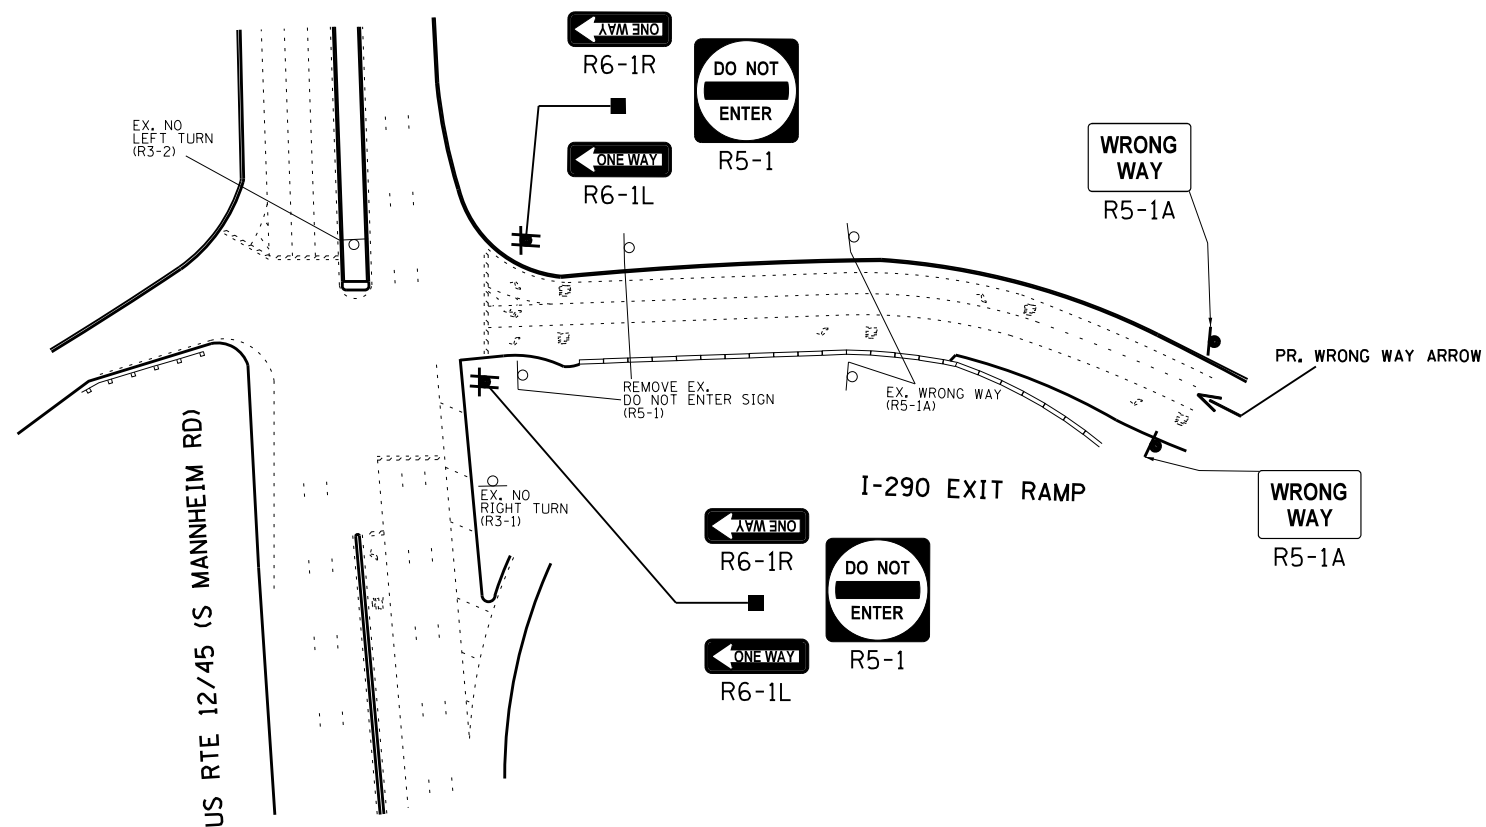 ONE WAY
R6-1R
DO NOT
ENTER
R5-1
ONE WAY
R6-1L
EX. NO
LEFT TURN
(R3-2)
WRONG
WAY
R5-1A
PR. WRONG WAY ARROW
REMOVE EX.
DO NOT ENTER SIGN
(R5-1)
EX. WRONG WAY
(R5-1A)
I-290 EXIT RAMP
EX. NO
RIGHT TURN
(R3-1)
WRONG
WAY
R5-1A
ONE WAY
R6-1R
DO NOT
ENTER
R5-1
ONE WAY
R6-1L
US RTE 12/45 (S MANNHEIM RD)